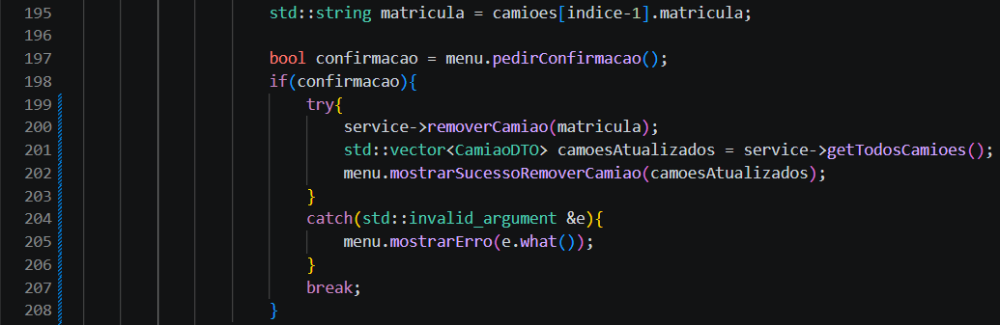 195 std::string matricula = camioes[indice-1].matricula;
196
197 bool confirmacao = menu.pedirConfirmacao();
198 if(confirmacao){
199 try{
200 service->removerCamiao(matricula);
201 std::vector<CamiaoDTO> camoesAtualizados = service->getTodosCamioes();
202 menu.mostrarSucessoRemoverCamiao(camoesAtualizados);
203 }
204 catch(std::invalid_argument &e){
205 menu.mostrarErro(e.what());
206 }
207 break;
208 }